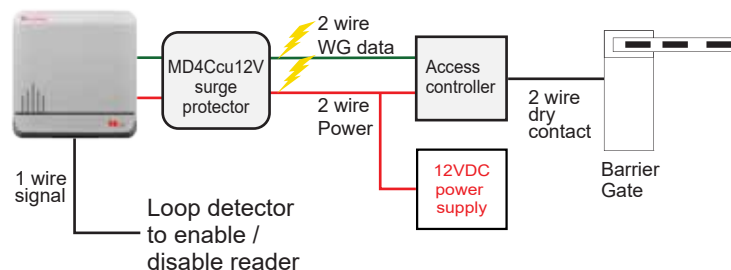 2 wire
WG data
MD4Ccu12V
surge
protector
Access
controller
2 wire
Power
2 wire
dry
contact
12VDC
power
supply
Barrier
Gate
1 wire
signal
Loop detector
to enable /
disable reader